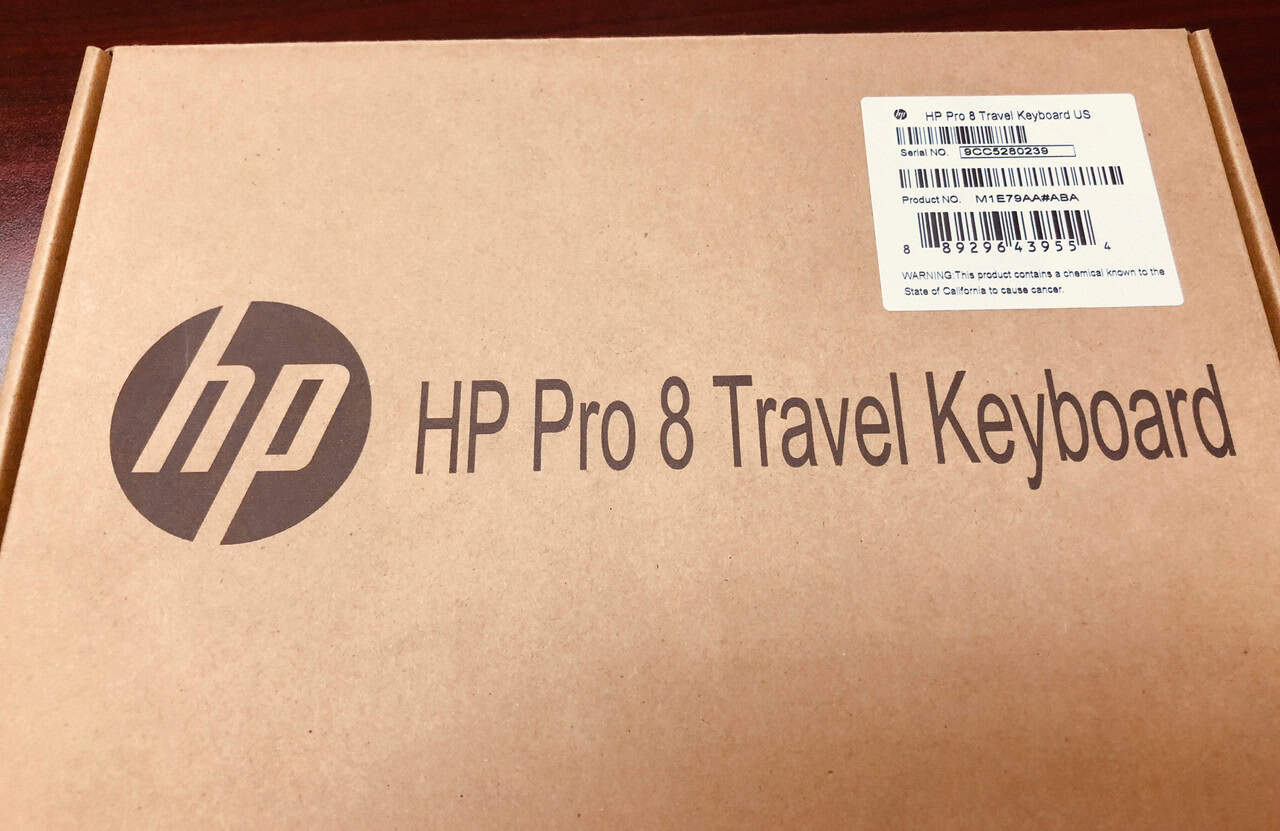 hp HP Pro 8 Travel Keyboard US
Serial NO. 9CC5280239
Product NO. M1E79AA#ABA
8 89296 43955 4
WARNING:This product contains a chemical known to the
State of California to cause cancer.
hp HP Pro 8 Travel Keyboard